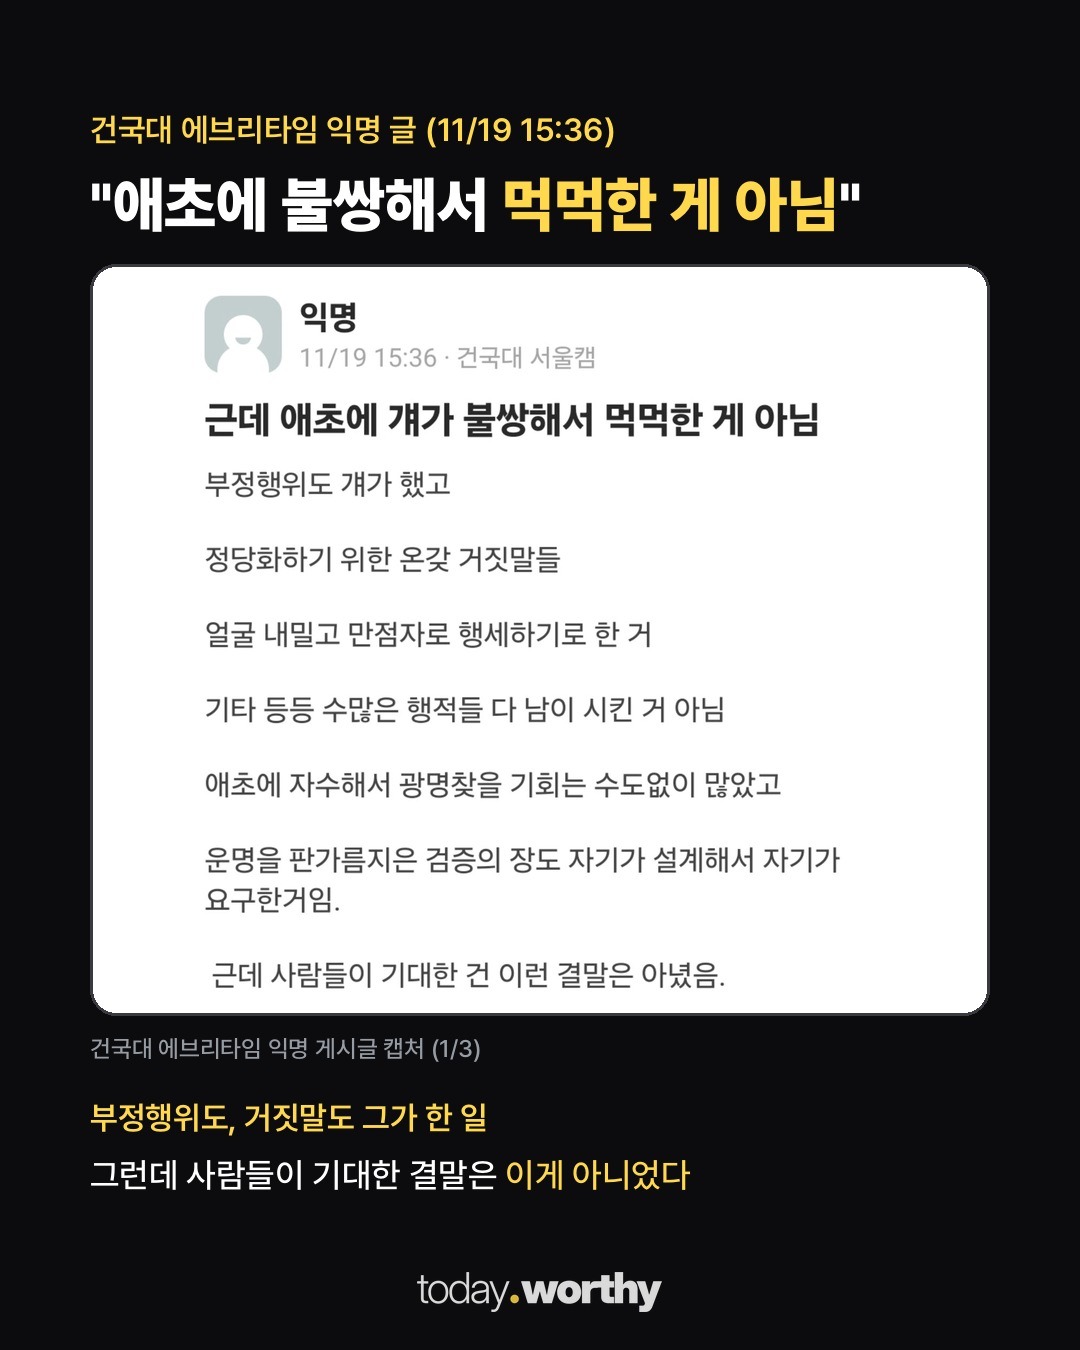 건국대 에브리타임 익명 글 (11/19 15:36)
"애초에 불쌍해서 먹먹한 게 아님"
익명
11/19 15:36 · 건국대 서울캠
근데 애초에 걔가 불쌍해서 먹먹한 게 아님
부정행위도 걔가 했고
정당화하기 위한 온갖 거짓말들
얼굴 내밀고 만점자로 행세하기로 한 거
기타 등등 수많은 행적들 다 남이 시킨 거 아님
애초에 자수해서 광명찾을 기회는 수도없이 많았고
운명을 판가름지은 검증의 장도 자기가 설계해서 자기가
요구한거임.
근데 사람들이 기대한 건 이런 결말은 아녔음.
건국대 에브리타임 익명 게시글 캡처 (1/3)
부정행위도, 거짓말도 그가 한 일
그런데 사람들이 기대한 결말은 이게 아니었다
today.worthy